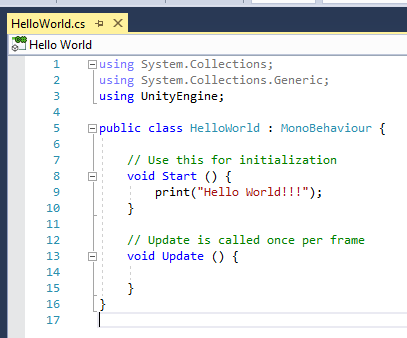 HelloWorld.cs
Hello World
1 using System.Collections;
2 using System.Collections.Generic;
3 using UnityEngine;
4
5 public class HelloWorld : MonoBehaviour {
6
7     // Use this for initialization
8     void Start () {
9         print("Hello World!!!");
10     }
11
12     // Update is called once per frame
13     void Update () {
14
15     }
16 }
17